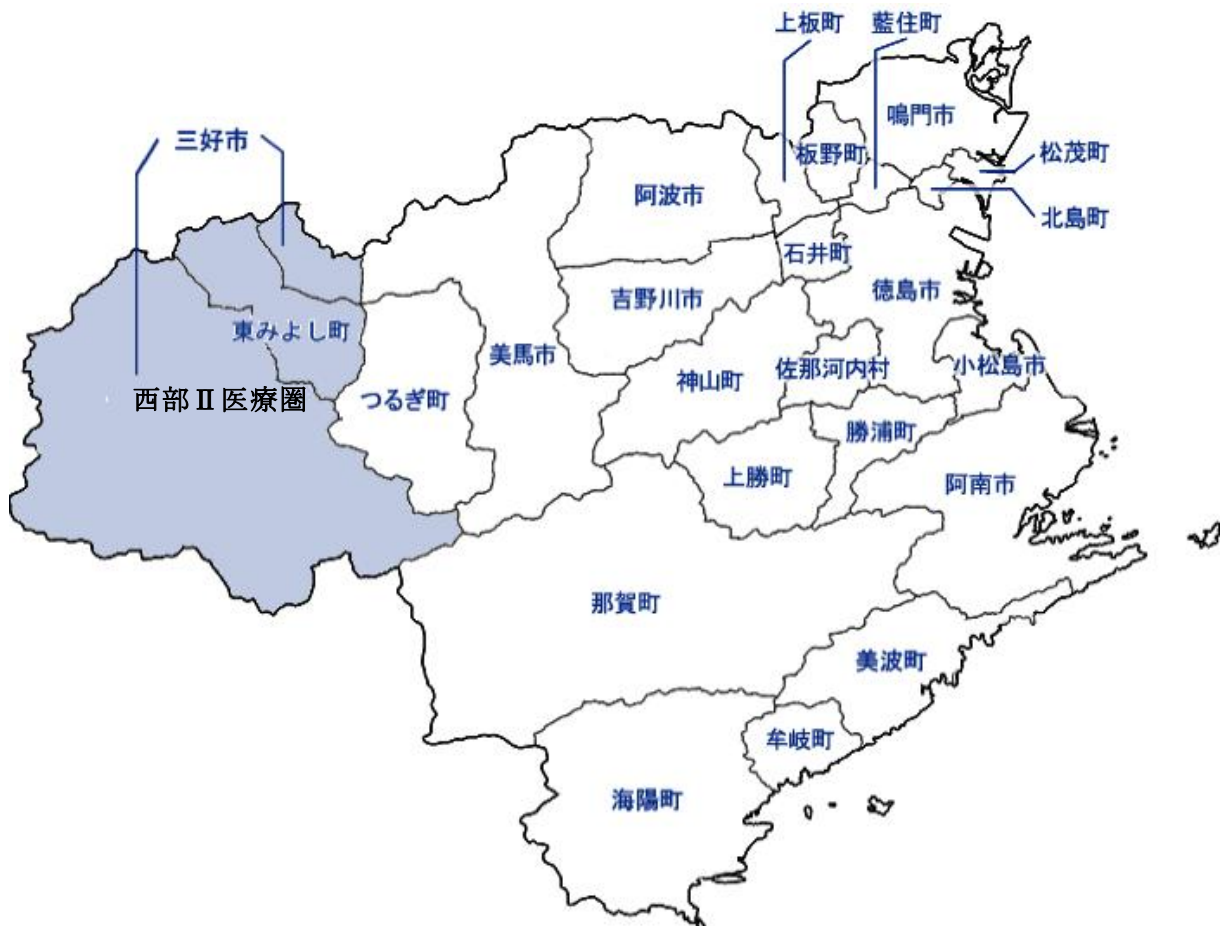 上板町
藍住町
鳴門市
三好市
板野町
松茂町
阿波市
北島町
石井町
吉野川市
徳島市
東みよし町
美馬市
神山町
佐那河内村
小松島市
西部Ⅱ医療圏
つるぎ町
勝浦町
上勝町
阿南市
那賀町
美波町
牟岐町
海陽町